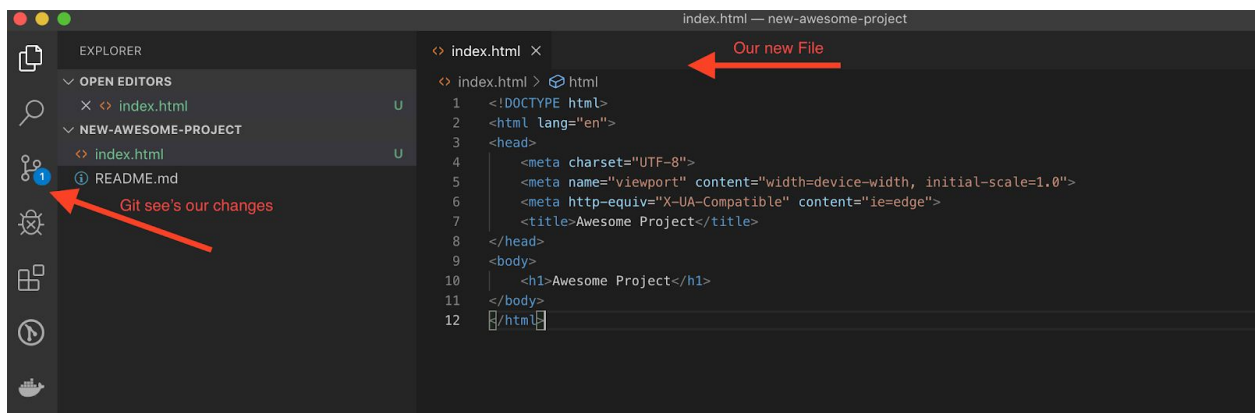 index.html — new-awesome-project
EXPLORER
OPEN EDITORS
index.html U
NEW-AWESOME-PROJECT
index.html U
README.md
1
Git see's our changes
index.html
Our new File
index.html > html
1 <!DOCTYPE html>
2 <html lang="en">
3 <head>
4 <meta charset="UTF-8">
5 <meta name="viewport" content="width=device-width, initial-scale=1.0">
6 <meta http-equiv="X-UA-Compatible" content="ie=edge">
7 <title>Awesome Project</title>
8 </head>
9 <body>
10 <h1>Awesome Project</h1>
11 </body>
12 </html>